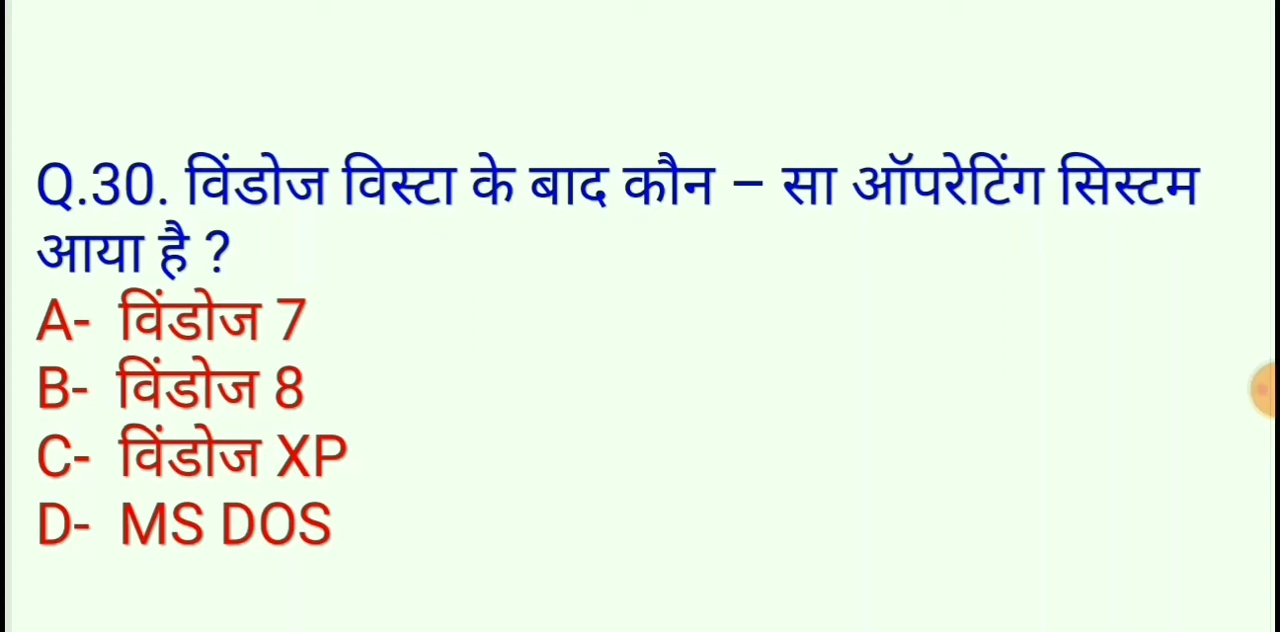 Q.30. विंडोज विस्टा के बाद कौन – सा ऑपरेटिंग सिस्टम
आया है ?
A- विंडोज 7
B- विंडोज 8
C- विंडोज XP
D- MS DOS